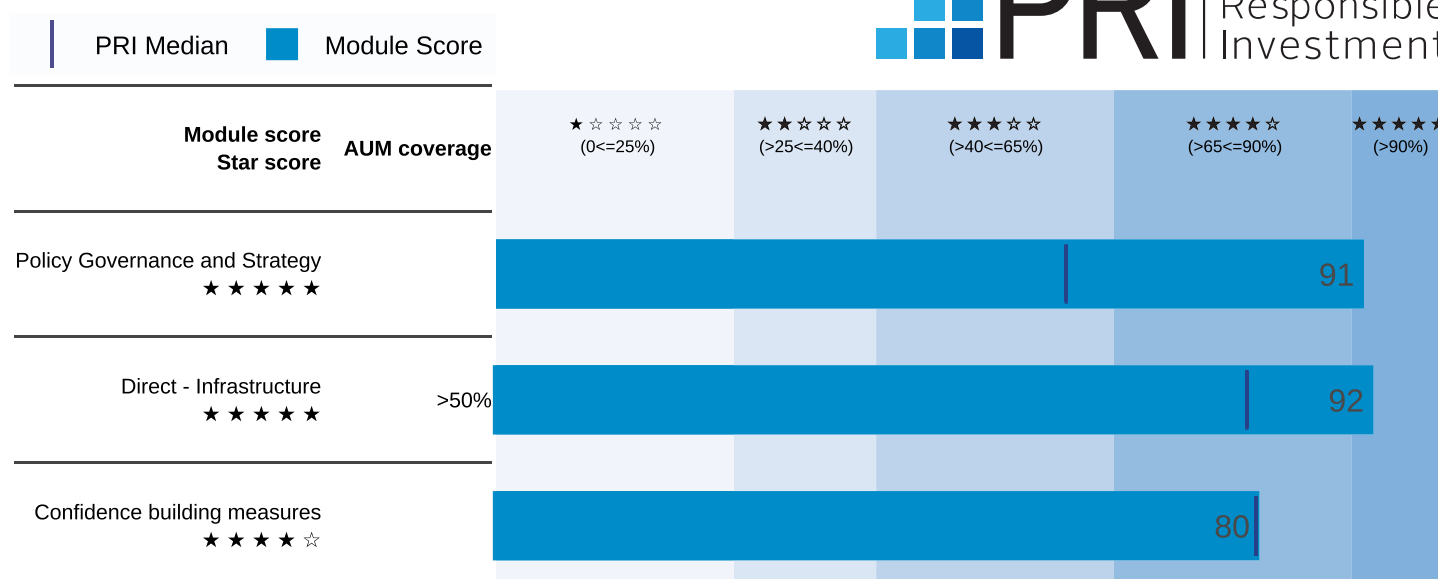 PRI
Responsible
Investment
PRI Median
Module Score
Module score
Star score
AUM coverage
★☆☆☆☆
(0<=25%)
★★☆☆☆
(>25<=40%)
★★★☆☆
(>40<=65%)
★★★★☆
(>65<=90%)
★★★★★
(>90%)
Policy Governance and Strategy
★★★★★
91
Direct - Infrastructure
★★★★★
>50%
92
Confidence building measures
★★★★☆
80